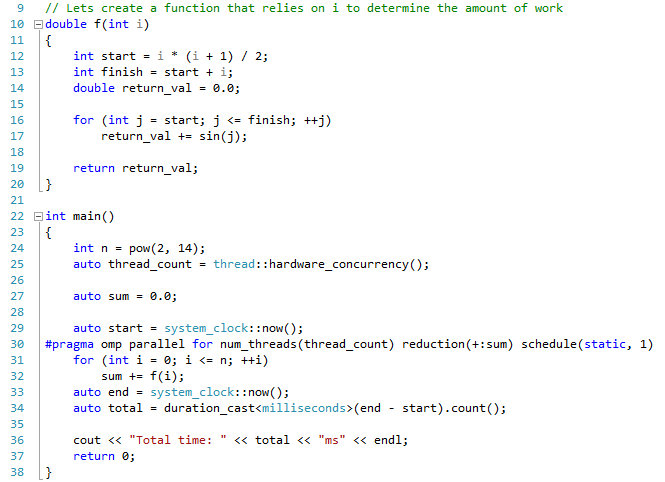 9 // Lets create a function that relies on i to determine the amount of work
10 double f(int i)
11 {
12 int start = i * (i + 1) / 2;
13 int finish = start + i;
14 double return_val = 0.0;
15
16 for (int j = start; j <= finish; ++j)
17 return_val += sin(j);
18
19 return return_val;
20 }
21
22 int main()
23 {
24 int n = pow(2, 14);
25 auto thread_count = thread::hardware_concurrency();
26
27 auto sum = 0.0;
28
29 auto start = system_clock::now();
30 #pragma omp parallel for num_threads(thread_count) reduction(+:sum) schedule(static, 1)
31 for (int i = 0; i <= n; ++i)
32 sum += f(i);
33 auto end = system_clock::now();
34 auto total = duration_cast<milliseconds>(end - start).count();
35
36 cout << "Total time: " << total << "ms" << endl;
37 return 0;
38 }